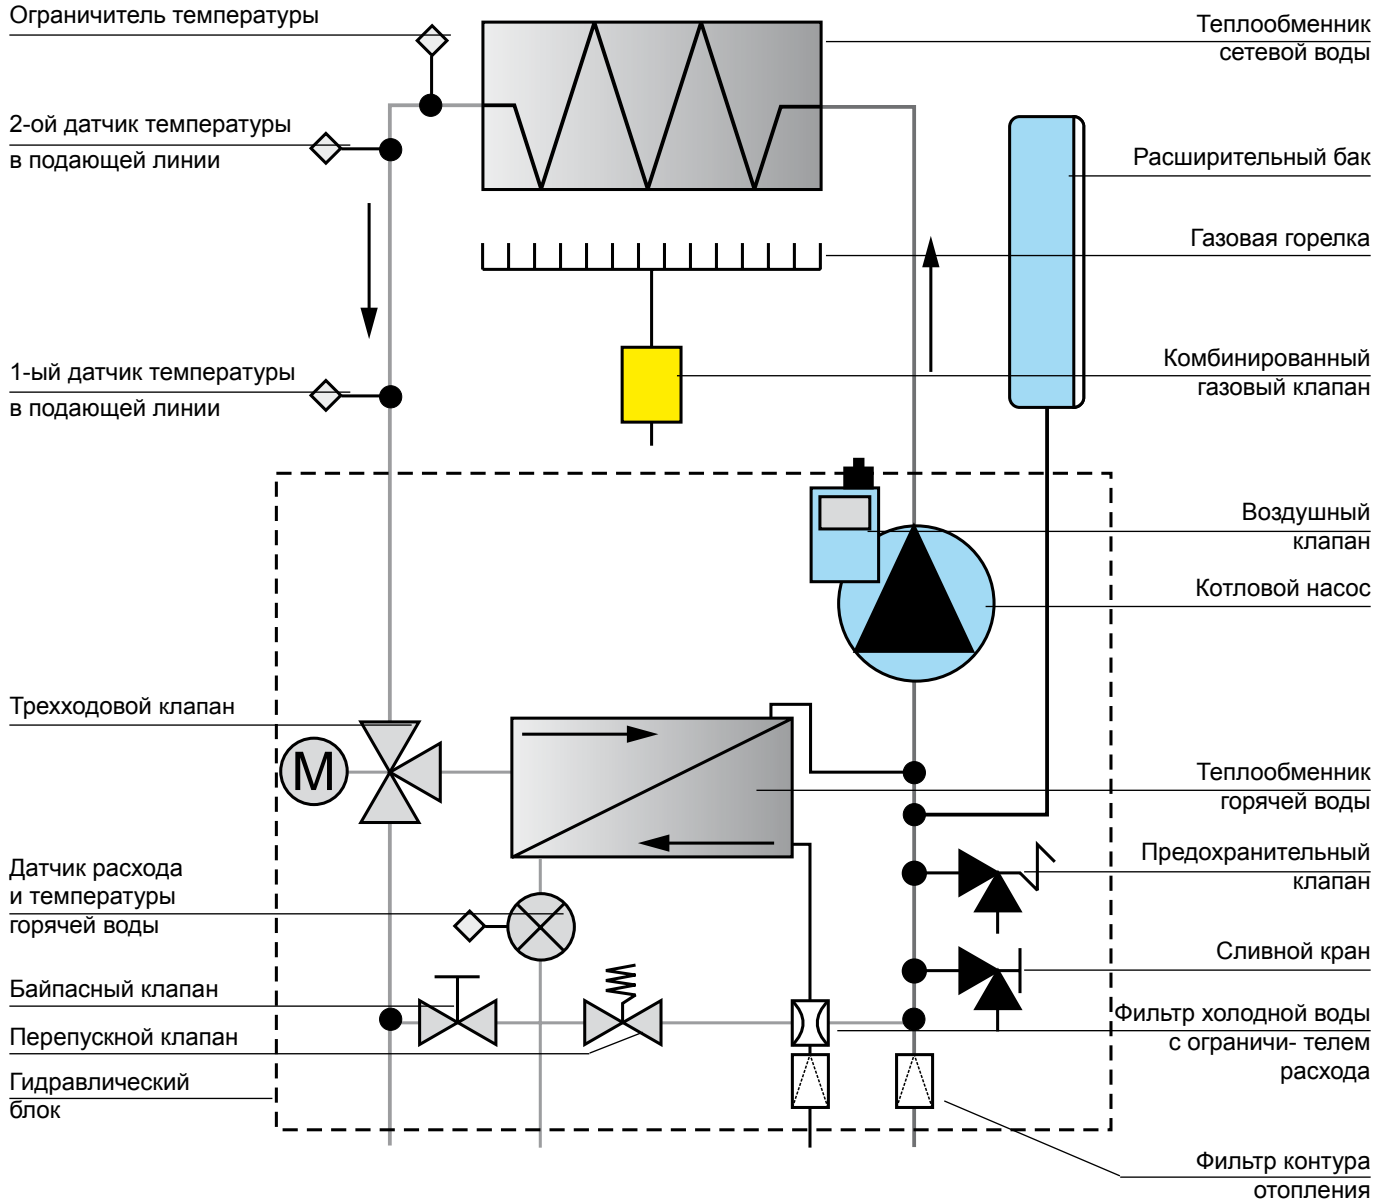 Ограничитель температуры
2-ой датчик температуры
в подающей линии
1-ый датчик температуры
в подающей линии
Трехходовой клапан
M
Датчик расхода
и температуры
горячей воды
Байпасный клапан
Перепускной клапан
Гидравлический
блок
Теплообменник
сетевой воды
Расширительный бак
Газовая горелка
Комбинированный
газовый клапан
Воздушный
клапан
Котловой насос
Теплообменник
горячей воды
Предохранительный
клапан
Сливной кран
Фильтр холодной воды
с ограничи- телем
расхода
Фильтр контура
отопления